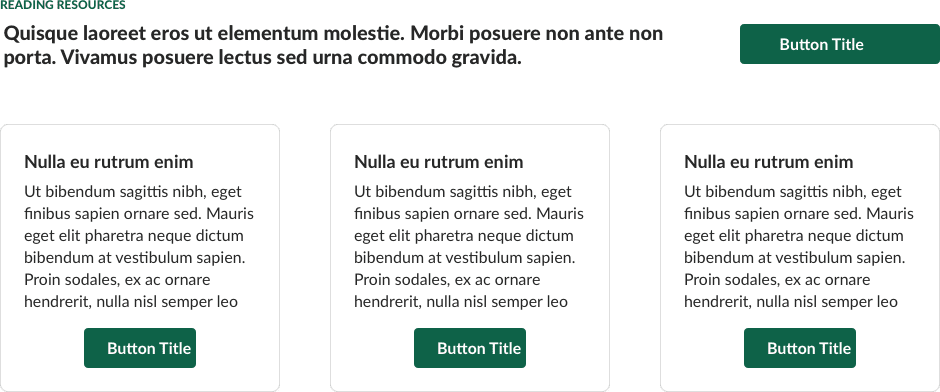 READING RESOURCES
Quisque laoreet eros ut elementum molestie. Morbi posuere non ante non
porta. Vivamus posuere lectus sed urna commodo gravida.
Button Title
Nulla eu rutrum enim
Ut bibendum sagittis nibh, eget
finibus sapien ornare sed. Mauris
eget elit pharetra neque dictum
bibendum at vestibulum sapien.
Proin sodales, ex ac ornare
hendrerit, nulla nisl semper leo
Button Title
Nulla eu rutrum enim
Ut bibendum sagittis nibh, eget
finibus sapien ornare sed. Mauris
eget elit pharetra neque dictum
bibendum at vestibulum sapien.
Proin sodales, ex ac ornare
hendrerit, nulla nisl semper leo
Button Title
Nulla eu rutrum enim
Ut bibendum sagittis nibh, eget
finibus sapien ornare sed. Mauris
eget elit pharetra neque dictum
bibendum at vestibulum sapien.
Proin sodales, ex ac ornare
hendrerit, nulla nisl semper leo
Button Title